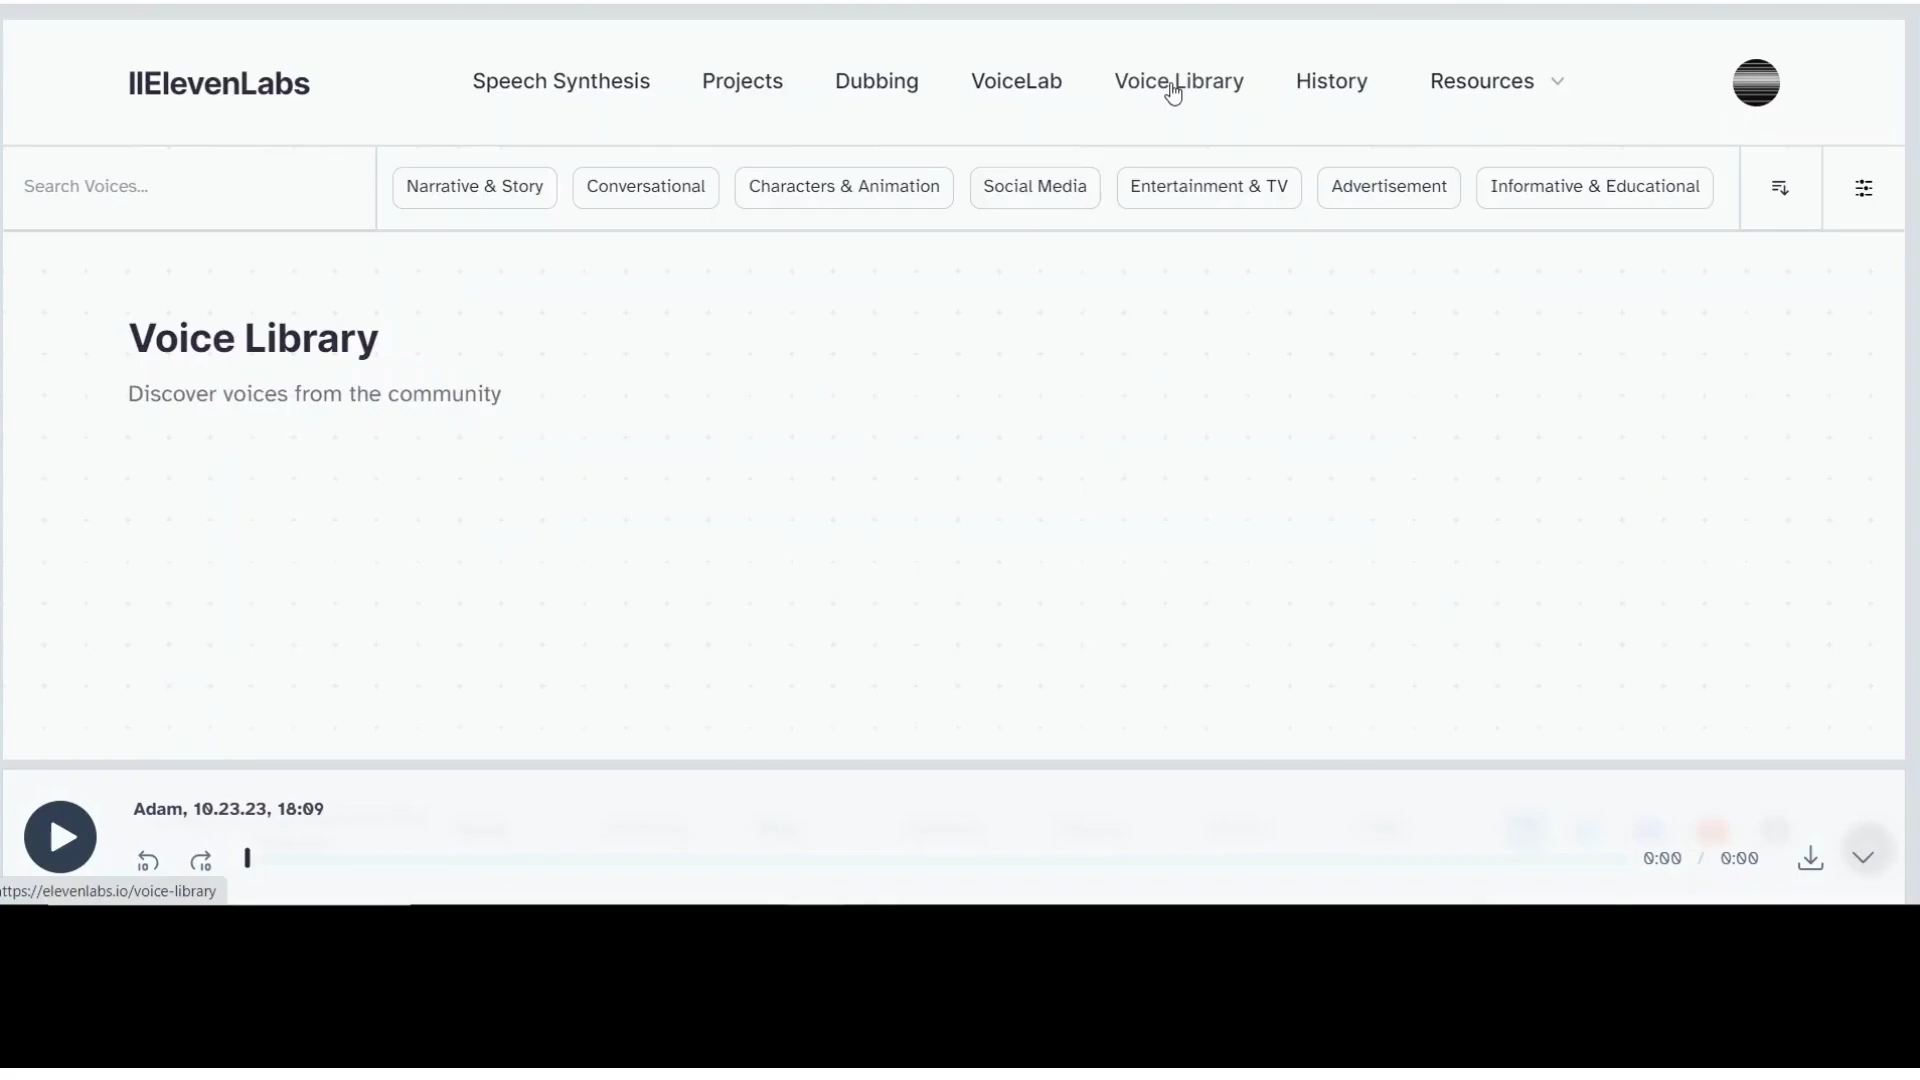 IIElevenLabs
Speech Synthesis Projects Dubbing VoiceLab Voice Library History Resources
Search Voices... Narrative & Story Conversational Characters & Animation Social Media Entertainment & TV Advertisement Informative & Educational
Voice Library
Discover voices from the community
Adam, 10.23.23, 18:09
10 10 0:00 / 0:00
ttps://elevenlabs.io/voice-library